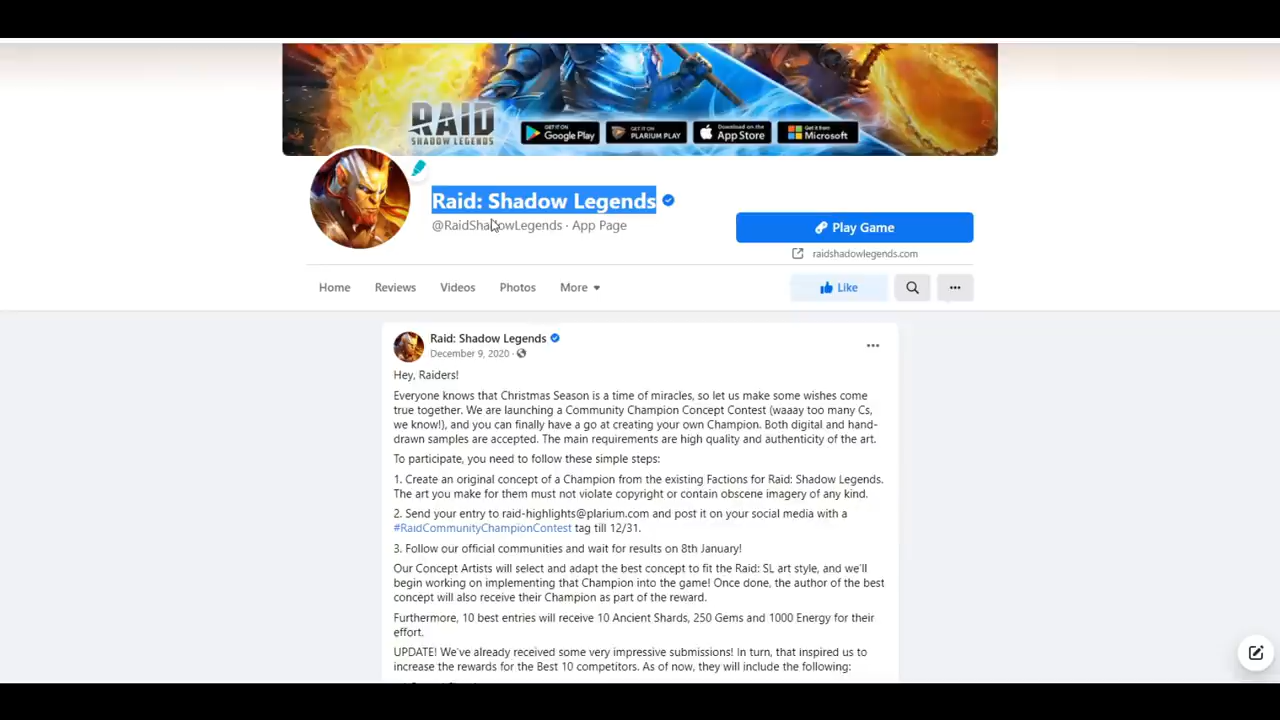 RAID
SHADOW LEGENDS
GET IT ON
Google Play
GET IT ON
PLARIUM PLAY
Download on the
App Store
Get it from
Microsoft
Raid: Shadow Legends
@RaidShadowLegends · App Page
Play Game
raidshadowlegends.com
Home Reviews Videos Photos More
Like
Raid: Shadow Legends
December 9, 2020 ·
Hey, Raiders!
Everyone knows that Christmas Season is a time of miracles, so let us make some wishes come
true together. We are launching a Community Champion Concept Contest (waaay too many Cs,
we know!), and you can finally have a go at creating your own Champion. Both digital and hand-
drawn samples are accepted. The main requirements are high quality and authenticity of the art.
To participate, you need to follow these simple steps:
1. Create an original concept of a Champion from the existing Factions for Raid: Shadow Legends.
The art you make for them must not violate copyright or contain obscene imagery of any kind.
2. Send your entry to raid-highlights@plarium.com and post it on your social media with a
#RaidCommunityChampionContest tag till 12/31.
3. Follow our official communities and wait for results on 8th January!
Our Concept Artists will select and adapt the best concept to fit the Raid: SL art style, and we'll
begin working on implementing that Champion into the game! Once done, the author of the best
concept will also receive their Champion as part of the reward.
Furthermore, 10 best entries will receive 10 Ancient Shards, 250 Gems and 1000 Energy for their
effort.
UPDATE! We've already received some very impressive submissions! In turn, that inspired us to
increase the rewards for the Best 10 competitors. As of now, they will include the following: